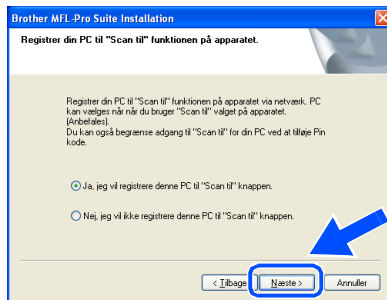 Brother MFL-Pro Suite Installation
Registrer din PC til "Scan til" funktionen på apparatet.
Registrer din PC til "Scan til" funktionen på apparat via netværk. PC
kan vælges når når du bruger "Scan til" valget på apparatet.
(Anbefales).
Du kan også begrænse adgang til "Scan til" for din PC ved at tilføje Pin
kode.
Ja, jeg vil registrere denne PC til "Scan til" knappen.
Nej, jeg vil ikke registrere denne PC til "Scan til" knappen.
< Tilbage Næste > Annuller